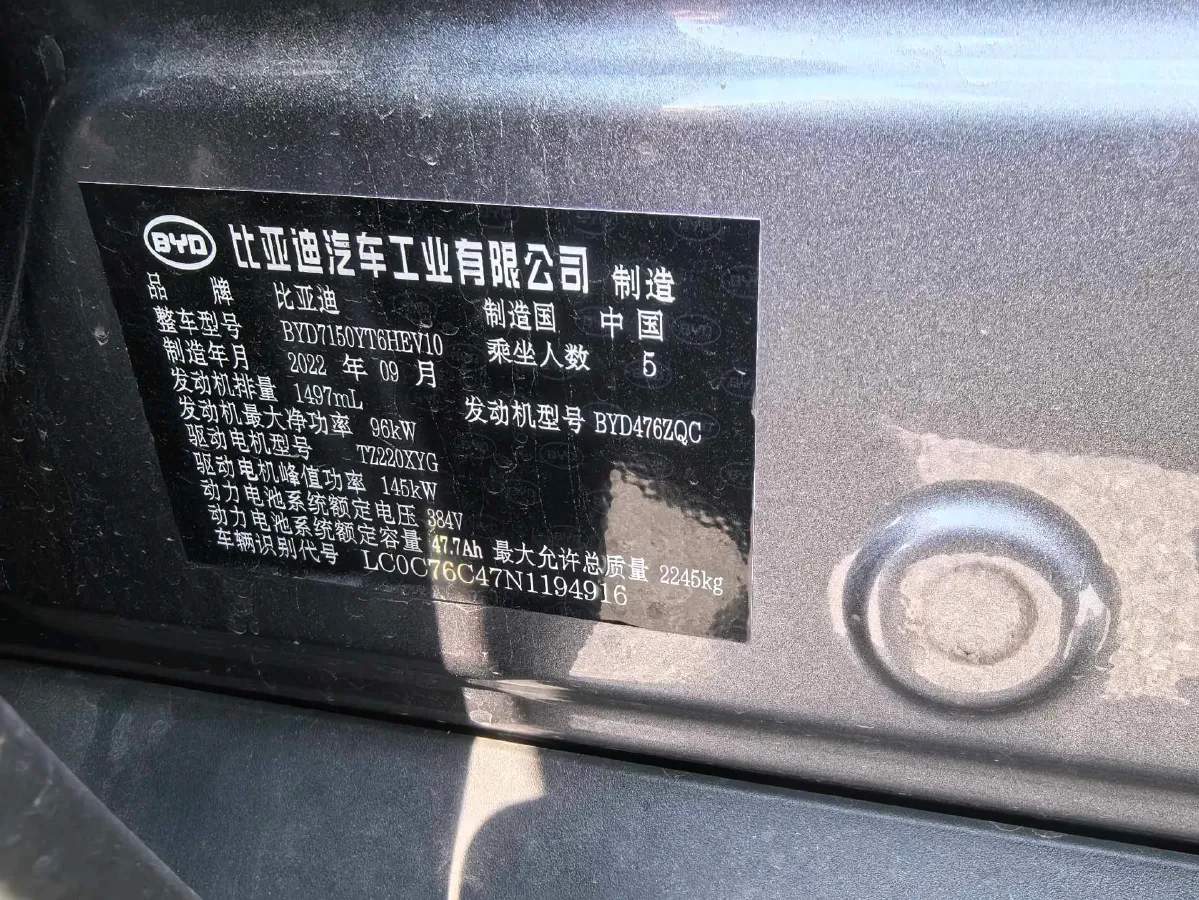 BYD 比亚迪汽车工业有限公司 制造
品牌 比亚迪 制造国 中国
整车型号 BYD7150YT6HEV10 乘坐人数 5
制造年月 2022 年 09 月
发动机排量 1497mL 发动机型号 BYD476ZQC
发动机最大净功率 96kW
驱动电机型号 TZ220XYG
驱动电机峰值功率 145kW
动力电池系统额定电压 384V
动力电池系统额定容量 47.7Ah 最大允许总质量 2245kg
车辆识别代号 LC0C76C47N1194916